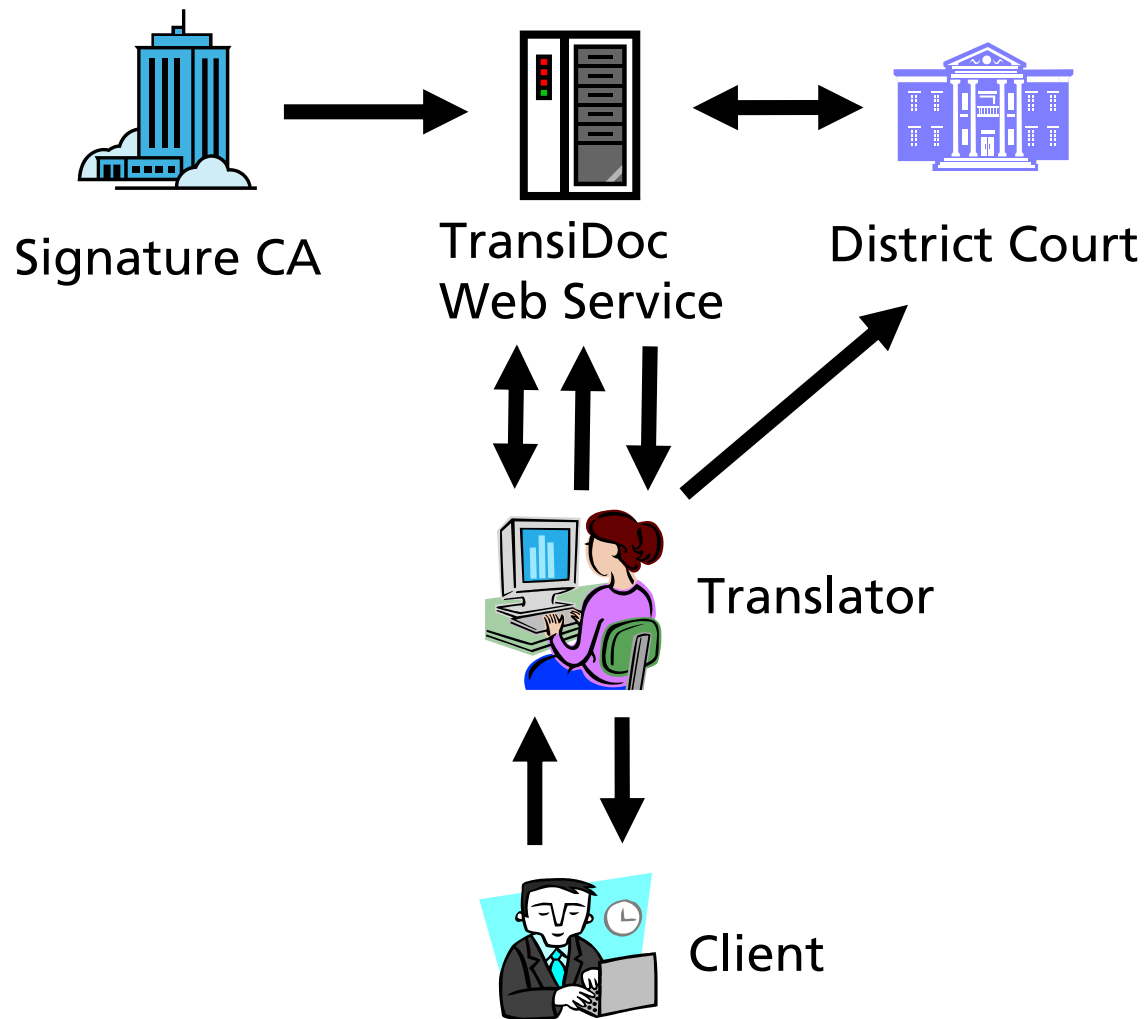 Signature CA
TransiDoc
Web Service
District Court
Translator
Client